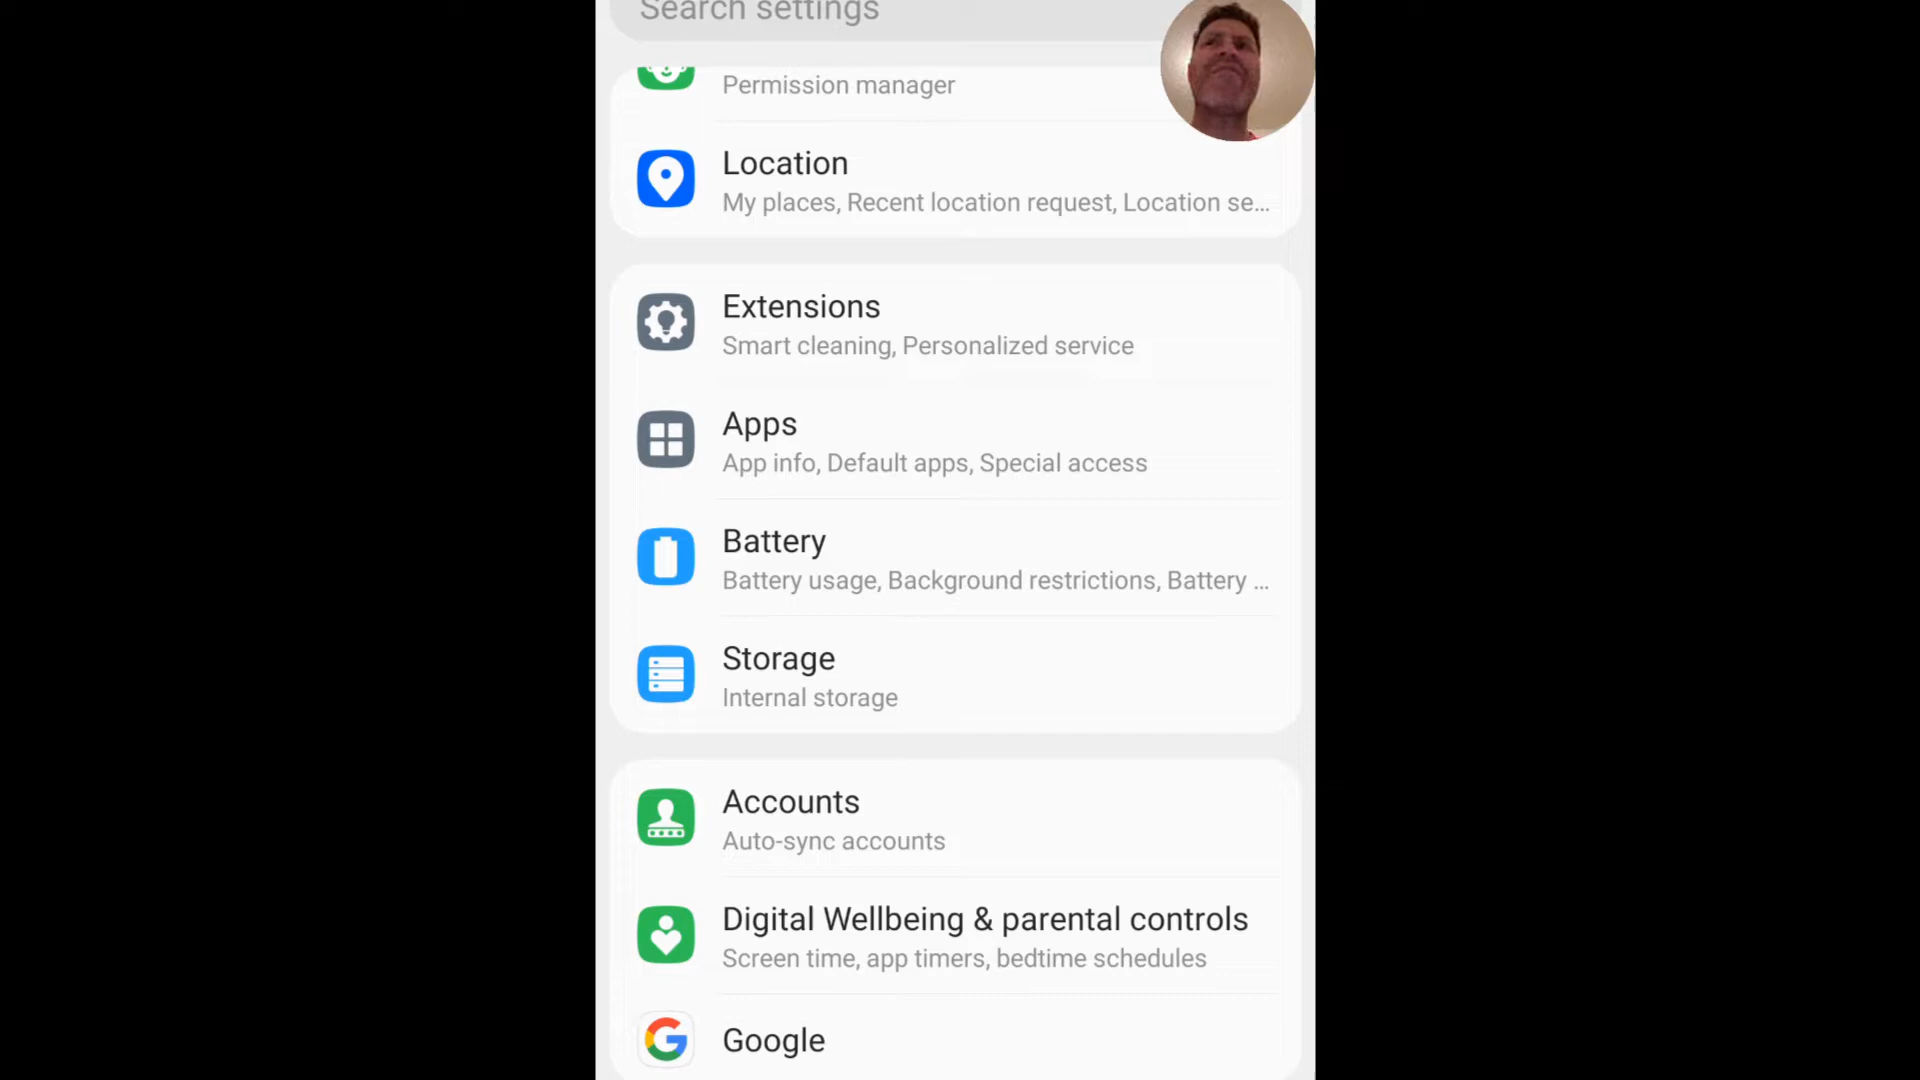 Search settings
Permission manager
Location
My places, Recent location request, Location se...
Extensions
Smart cleaning, Personalized service
Apps
App info, Default apps, Special access
Battery
Battery usage, Background restrictions, Battery ...
Storage
Internal storage
Accounts
Auto-sync accounts
Digital Wellbeing & parental controls
Screen time, app timers, bedtime schedules
Google